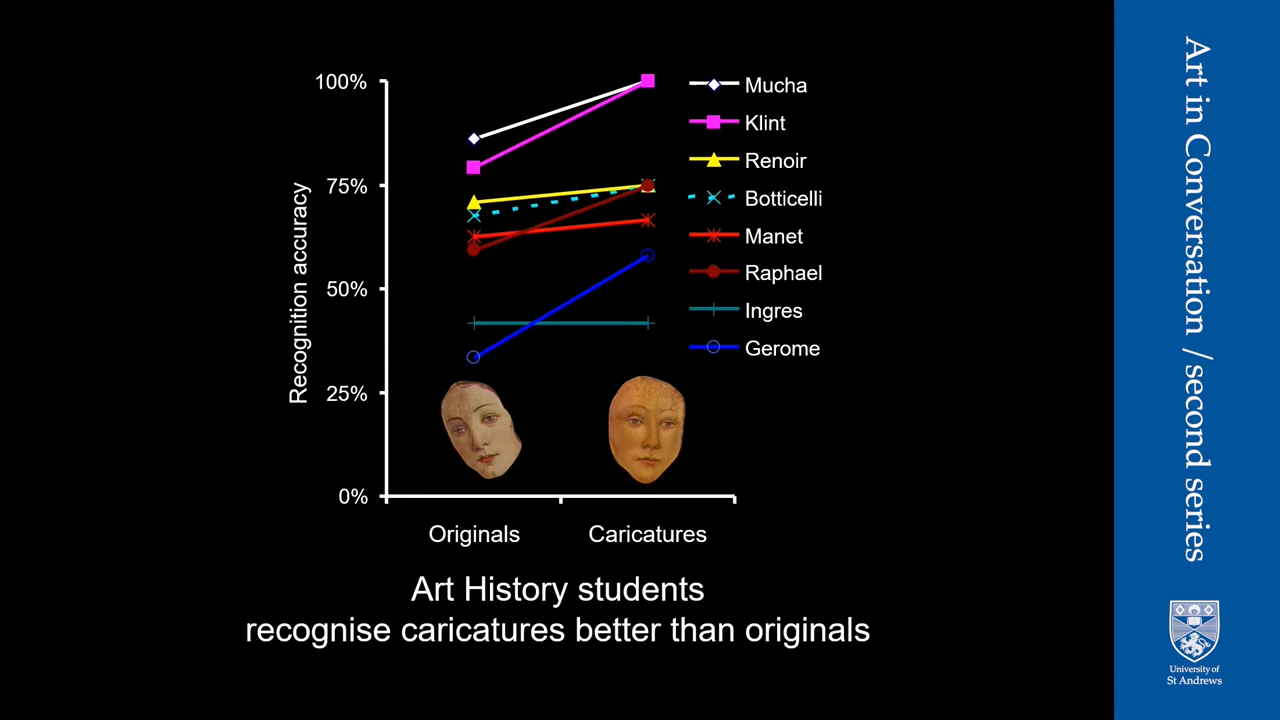 100%
75%
50%
25%
0%
Recognition accuracy
Originals
Caricatures
Mucha
Klint
Renoir
Botticelli
Manet
Raphael
Ingres
Gerome
Art History students
recognise caricatures better than originals
Art in Conversation / second series
University of
St Andrews